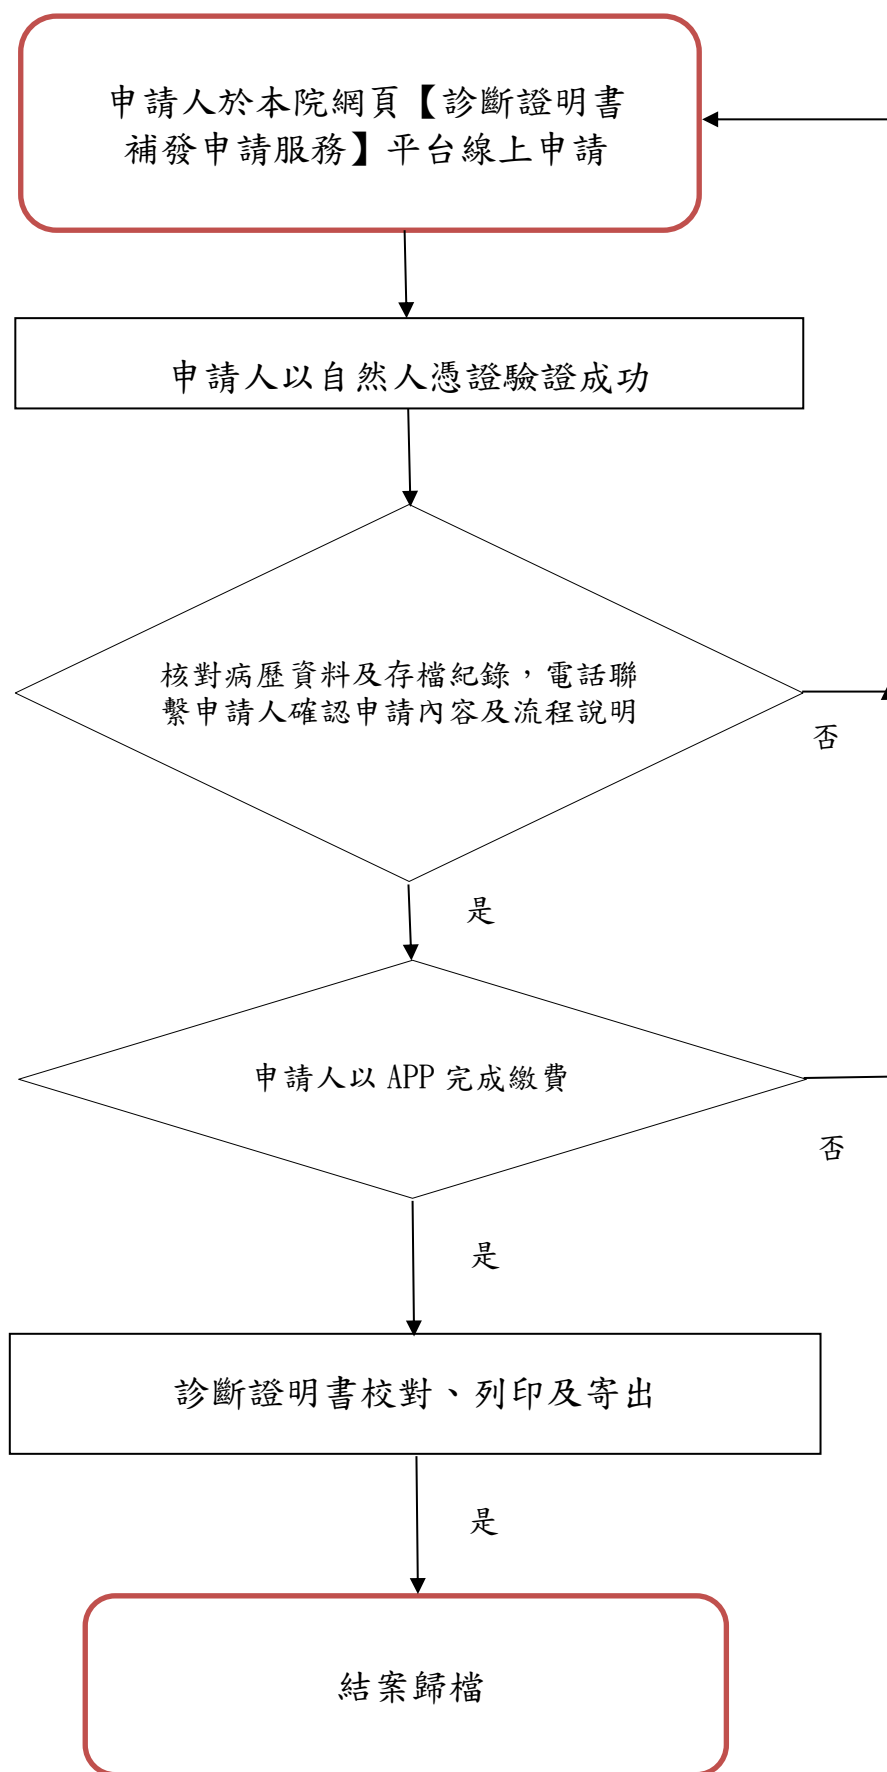 申請人於本院網頁【診斷證明書
補發申請服務】平台線上申請
申請人以自然人憑證驗證成功
核對病歷資料及存檔紀錄，電話聯
繫申請人確認申請內容及流程說明
否
是
申請人以 APP 完成繳費
否
是
診斷證明書校對、列印及寄出
是
結案歸檔